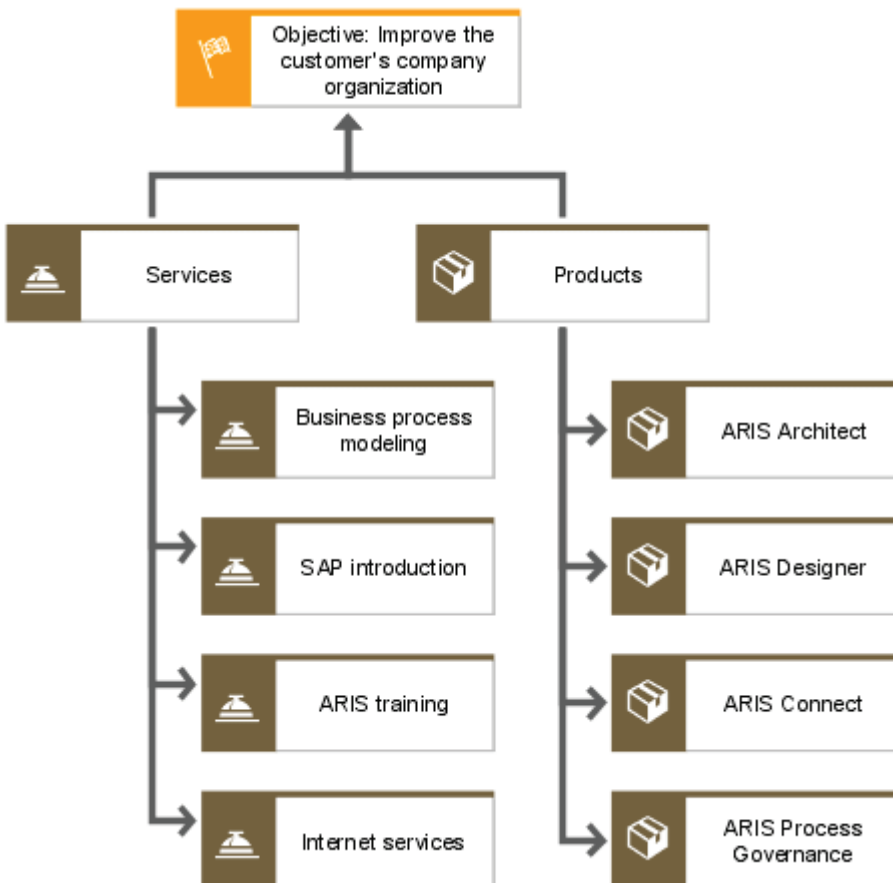 Objective: Improve the
customer's company
organization
Services
Products
Business process
modeling
ARIS Architect
SAP introduction
ARIS Designer
ARIS training
ARIS Connect
Internet services
ARIS Process
Governance